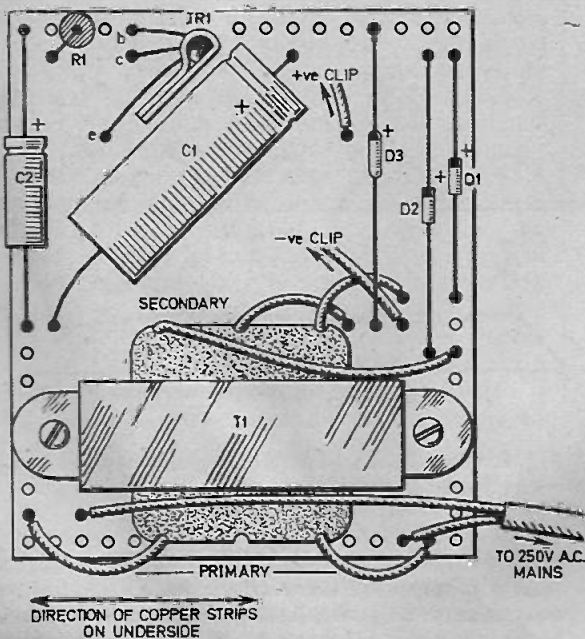 TR1
b
R1
c
+ve CLIP
e
+
+
D3
+
C1
+
D1
C2
D2
-ve CLIP
SECONDARY
T1
TO 250V A.C.
MAINS
PRIMARY
DIRECTION OF COPPER STRIPS
ON UNDERSIDE